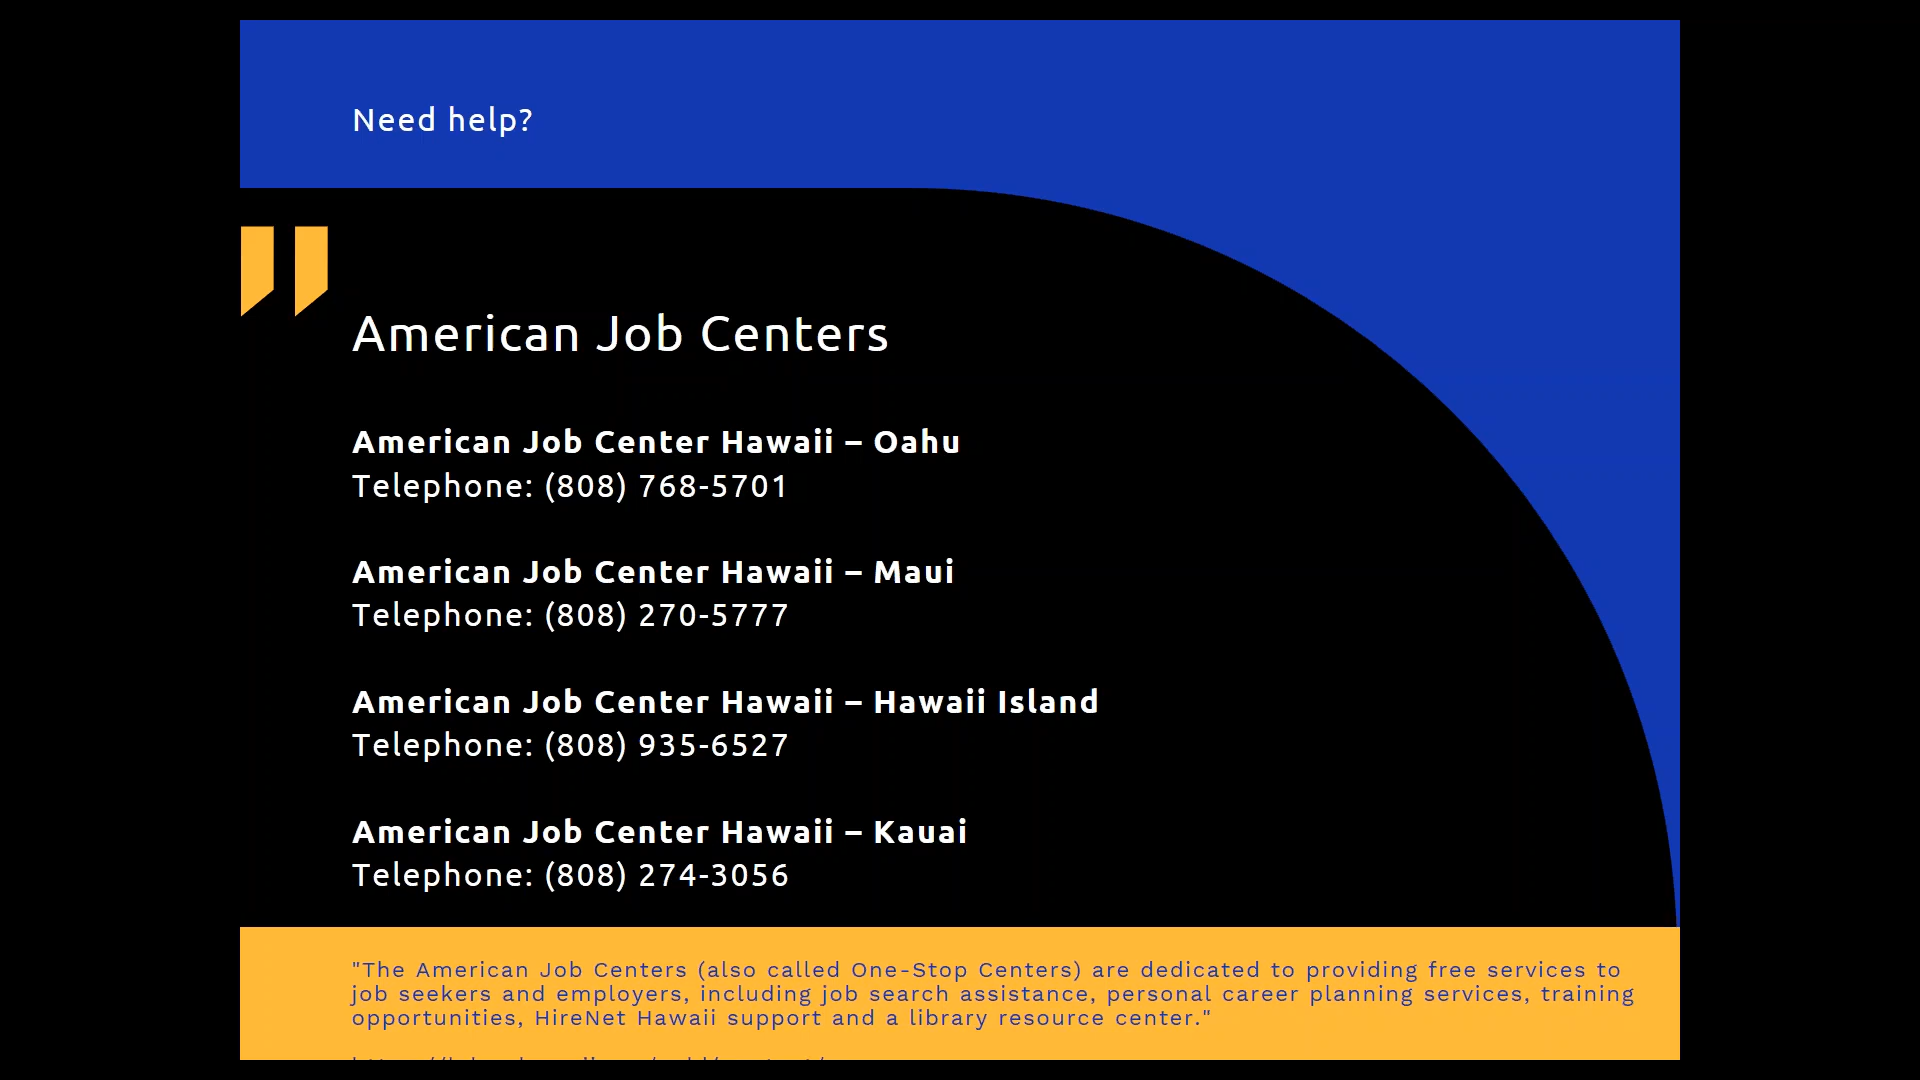 Need help?
American Job Centers
American Job Center Hawaii – Oahu
Telephone: (808) 768-5701
American Job Center Hawaii – Maui
Telephone: (808) 270-5777
American Job Center Hawaii – Hawaii Island
Telephone: (808) 935-6527
American Job Center Hawaii – Kauai
Telephone: (808) 274-3056
"The American Job Centers (also called One-Stop Centers) are dedicated to providing free services to
job seekers and employers, including job search assistance, personal career planning services, training
opportunities, HireNet Hawaii support and a library resource center."